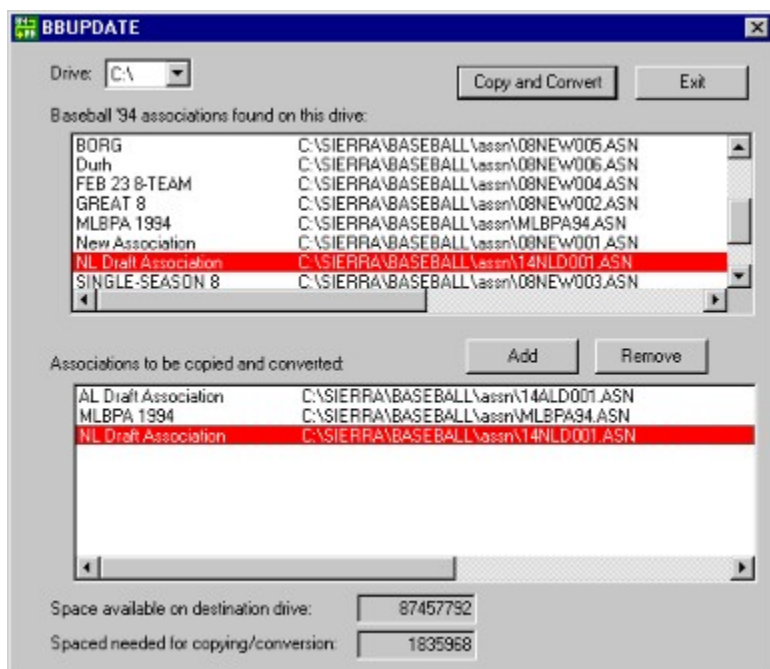 BBUPDATE
Drive: C:\
Copy and Convert Exit
Baseball '94 associations found on this drive:
BORG C:\SIERRA\BASEBALL\assn\08NEW005.ASN
Durh C:\SIERRA\BASEBALL\assn\08NEW006.ASN
FEB 23 8-TEAM C:\SIERRA\BASEBALL\assn\08NEW004.ASN
GREAT 8 C:\SIERRA\BASEBALL\assn\08NEW002.ASN
MLBPA 1994 C:\SIERRA\BASEBALL\assn\MLBPA94.ASN
New Association C:\SIERRA\BASEBALL\assn\08NEW001.ASN
NL Draft Association C:\SIERRA\BASEBALL\assn\14NLD001.ASN
SINGLE-SEASON 8 C:\SIERRA\BASEBALL\assn\08NEW003.ASN
Associations to be copied and converted: Add Remove
AL Draft Association C:\SIERRA\BASEBALL\assn\14ALD001.ASN
MLBPA 1994 C:\SIERRA\BASEBALL\assn\MLBPA94.ASN
NL Draft Association C:\SIERRA\BASEBALL\assn\14NLD001.ASN
Space available on destination drive: 87457792
Spaced needed for copying/conversion: 1835968